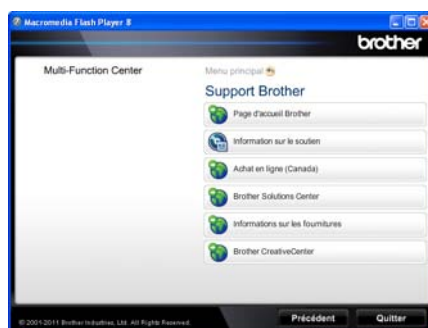 Macromedia Flash Player 8
brother
Multi-Function Center
Menu principal
Support Brother
Page d'accueil Brother
Information sur le soutien
Achat en ligne (Canada)
Brother Solutions Center
Informations sur les fournitures
Brother CreativeCenter
© 2001-2011 Brother Industries, Ltd. All Rights Reserved.
Précédent
Quitter